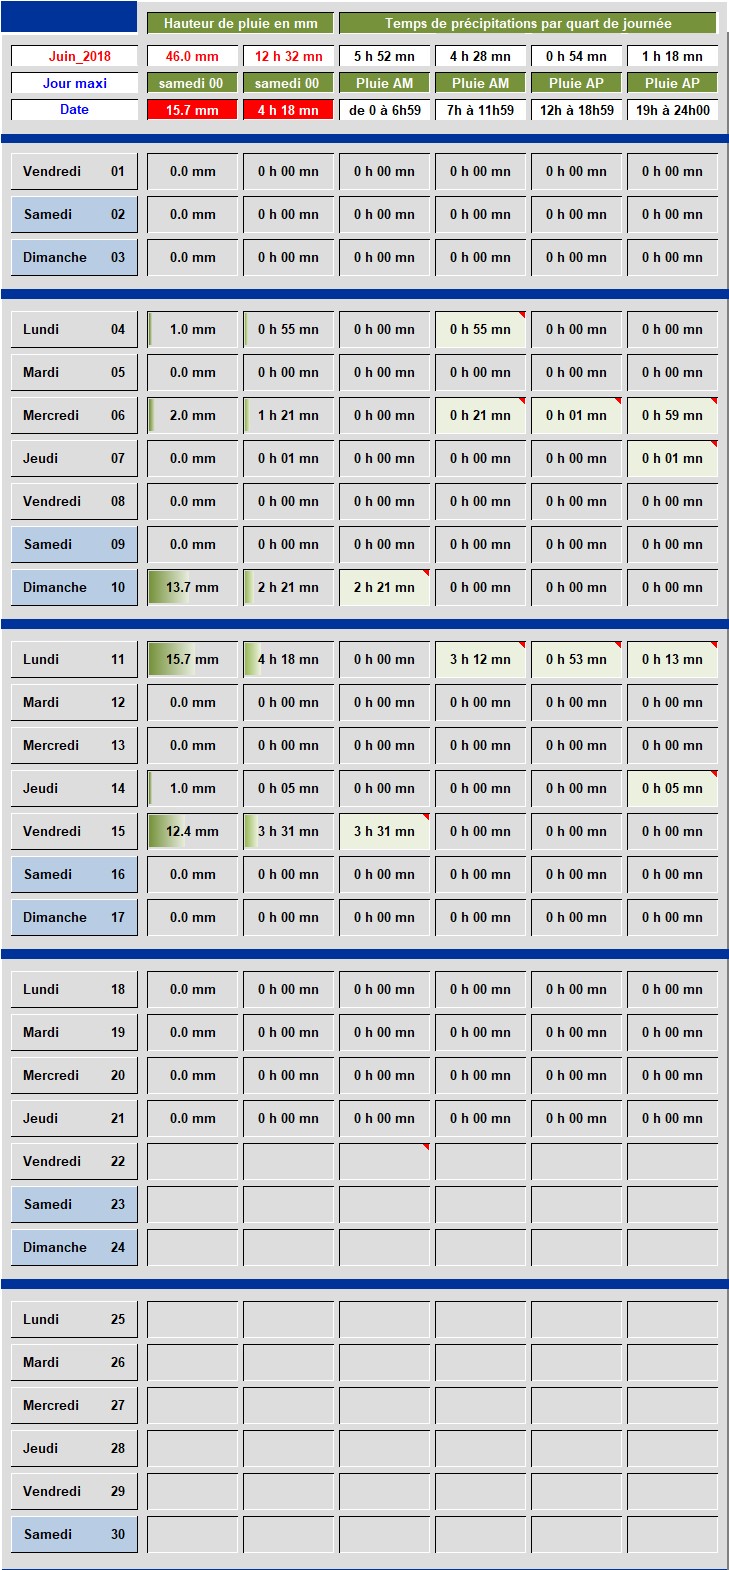 Hauteur de pluie en mm Temps de précipitations par quart de journée
Juin_2018 46.0 mm 12 h 32 mn 5 h 52 mn 4 h 28 mn 0 h 54 mn 1 h 18 mn
Jour maxi samedi 00 samedi 00 Pluie AM Pluie AM Pluie AP Pluie AP
Date 15.7 mm 4 h 18 mn de 0 à 6h59 7h à 11h59 12h à 18h59 19h à 24h00
Vendredi 01 0.0 mm 0 h 00 mn 0 h 00 mn 0 h 00 mn 0 h 00 mn 0 h 00 mn
Samedi 02 0.0 mm 0 h 00 mn 0 h 00 mn 0 h 00 mn 0 h 00 mn 0 h 00 mn
Dimanche 03 0.0 mm 0 h 00 mn 0 h 00 mn 0 h 00 mn 0 h 00 mn 0 h 00 mn
Lundi 04 1.0 mm 0 h 55 mn 0 h 00 mn 0 h 55 mn 0 h 00 mn 0 h 00 mn
Mardi 05 0.0 mm 0 h 00 mn 0 h 00 mn 0 h 00 mn 0 h 00 mn 0 h 00 mn
Mercredi 06 2.0 mm 1 h 21 mn 0 h 00 mn 0 h 21 mn 0 h 01 mn 0 h 59 mn
Jeudi 07 0.0 mm 0 h 01 mn 0 h 00 mn 0 h 00 mn 0 h 00 mn 0 h 01 mn
Vendredi 08 0.0 mm 0 h 00 mn 0 h 00 mn 0 h 00 mn 0 h 00 mn 0 h 00 mn
Samedi 09 0.0 mm 0 h 00 mn 0 h 00 mn 0 h 00 mn 0 h 00 mn 0 h 00 mn
Dimanche 10 13.7 mm 2 h 21 mn 2 h 21 mn 0 h 00 mn 0 h 00 mn 0 h 00 mn
Lundi 11 15.7 mm 4 h 18 mn 0 h 00 mn 3 h 12 mn 0 h 53 mn 0 h 13 mn
Mardi 12 0.0 mm 0 h 00 mn 0 h 00 mn 0 h 00 mn 0 h 00 mn 0 h 00 mn
Mercredi 13 0.0 mm 0 h 00 mn 0 h 00 mn 0 h 00 mn 0 h 00 mn 0 h 00 mn
Jeudi 14 1.0 mm 0 h 05 mn 0 h 00 mn 0 h 00 mn 0 h 00 mn 0 h 05 mn
Vendredi 15 12.4 mm 3 h 31 mn 3 h 31 mn 0 h 00 mn 0 h 00 mn 0 h 00 mn
Samedi 16 0.0 mm 0 h 00 mn 0 h 00 mn 0 h 00 mn 0 h 00 mn 0 h 00 mn
Dimanche 17 0.0 mm 0 h 00 mn 0 h 00 mn 0 h 00 mn 0 h 00 mn 0 h 00 mn
Lundi 18 0.0 mm 0 h 00 mn 0 h 00 mn 0 h 00 mn 0 h 00 mn 0 h 00 mn
Mardi 19 0.0 mm 0 h 00 mn 0 h 00 mn 0 h 00 mn 0 h 00 mn 0 h 00 mn
Mercredi 20 0.0 mm 0 h 00 mn 0 h 00 mn 0 h 00 mn 0 h 00 mn 0 h 00 mn
Jeudi 21 0.0 mm 0 h 00 mn 0 h 00 mn 0 h 00 mn 0 h 00 mn 0 h 00 mn
Vendredi 22
Samedi 23
Dimanche 24
Lundi 25
Mardi 26
Mercredi 27
Jeudi 28
Vendredi 29
Samedi 30